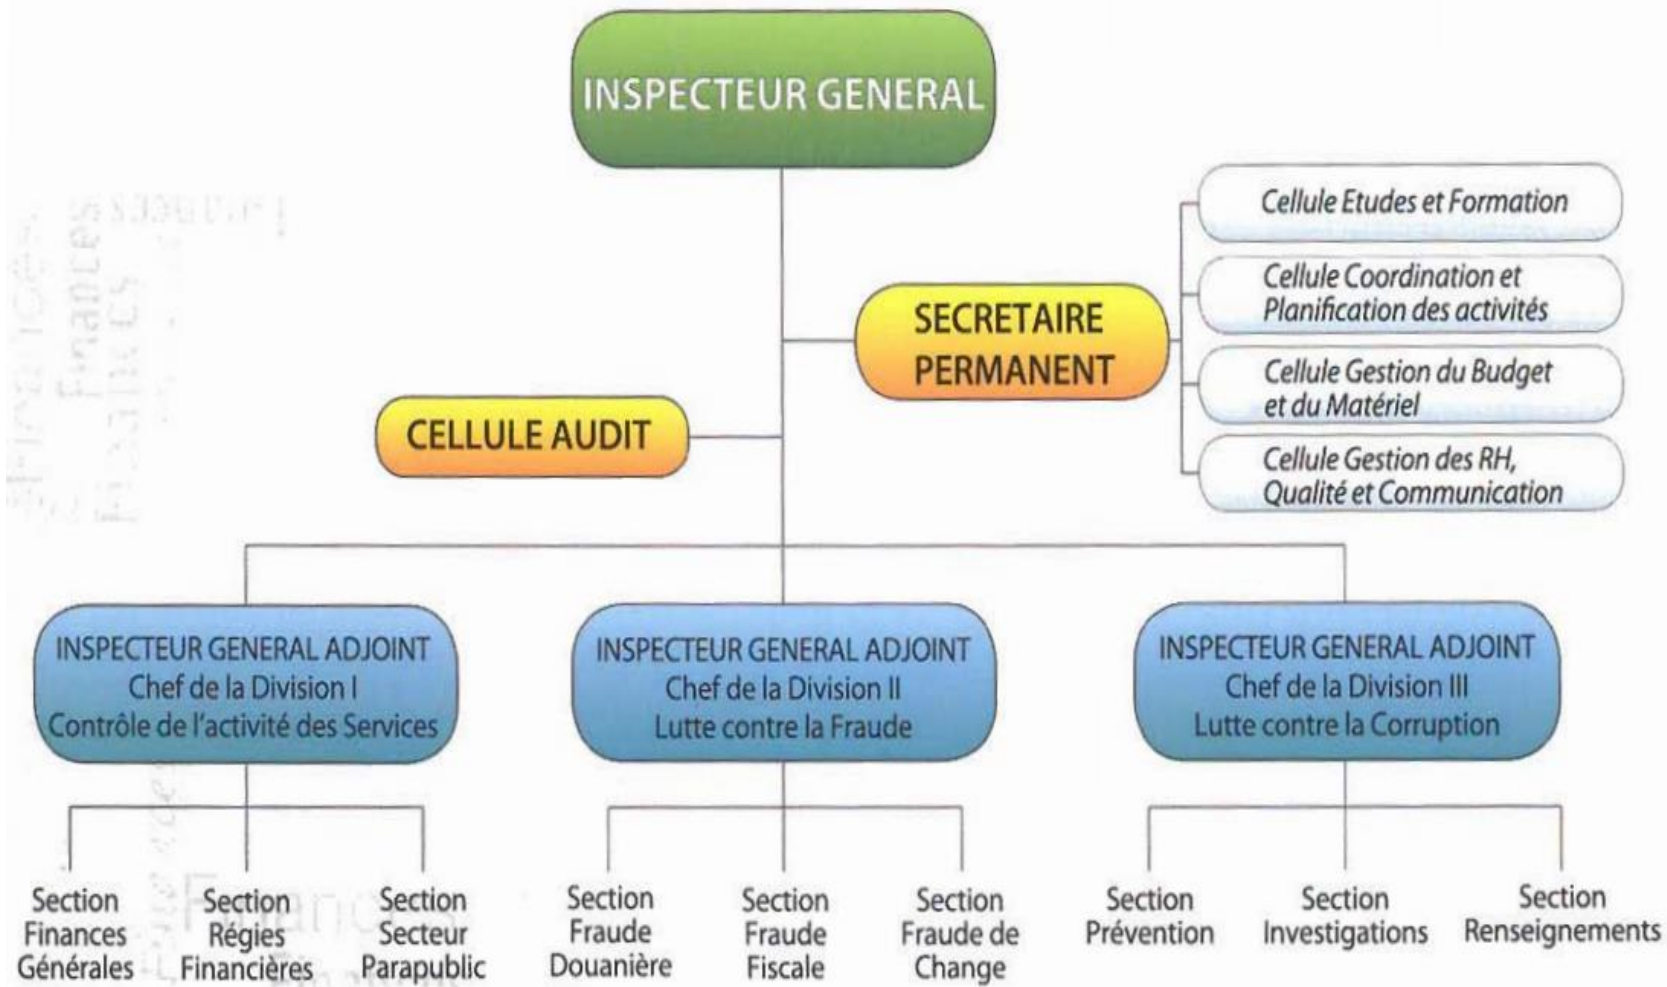 INSPECTEUR GENERAL
Cellule Etudes et Formation
Cellule Coordination et
Planification des activités
SECRETAIRE
PERMANENT
Cellule Gestion du Budget
et du Matériel
CELLULE AUDIT
Cellule Gestion des RH,
Qualité et Communication
INSPECTEUR GENERAL ADJOINT
Chef de la Division I
Contrôle de l'activité des Services
INSPECTEUR GENERAL ADJOINT
Chef de la Division II
Lutte contre la Fraude
INSPECTEUR GENERAL ADJOINT
Chef de la Division III
Lutte contre la Corruption
Section
Finances
Générales
Section
Régies
Financières
Section
Secteur
Parapublic
Section
Fraude
Douanière
Section
Fraude
Fiscale
Section
Fraude de
Change
Section
Prévention
Section
Investigations
Section
Renseignements
Finances
Finances